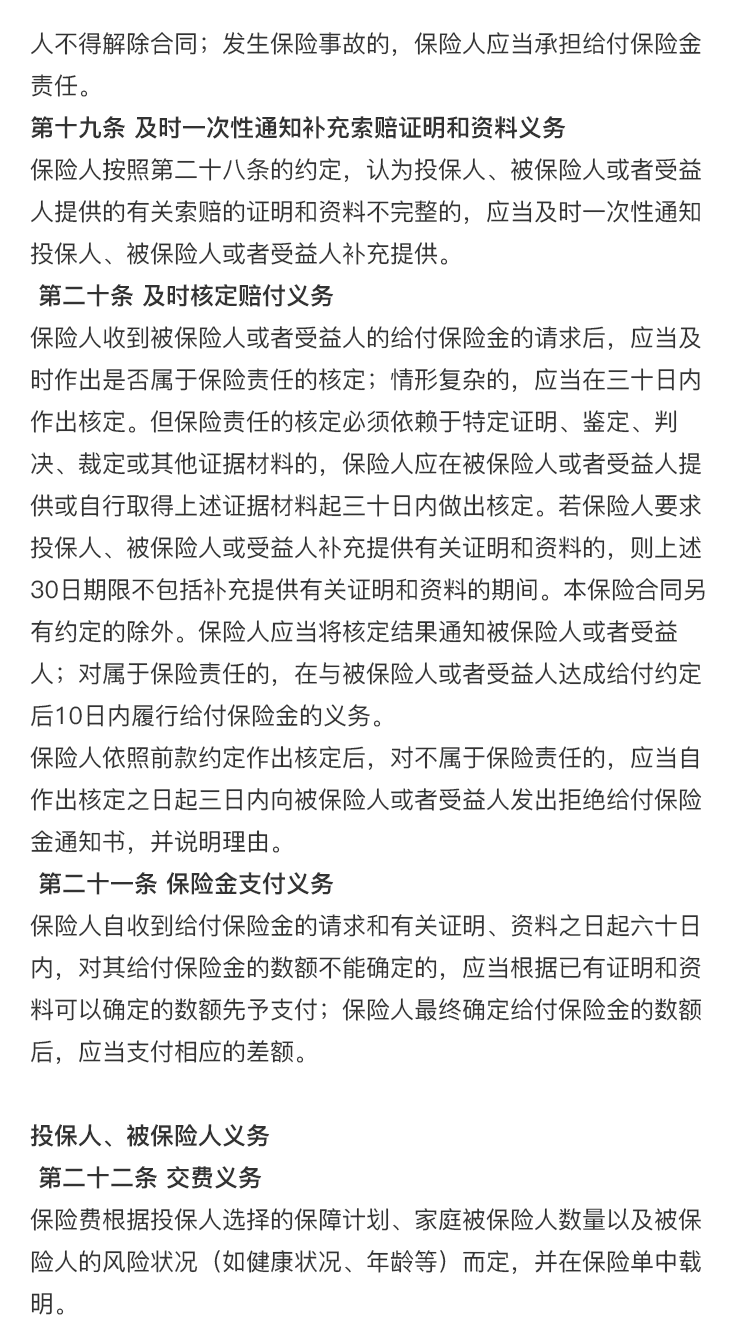 人不得解除合同；发生保险事故的，保险人应当承担给付保险金
责任。
第十九条 及时一次性通知补充索赔证明和资料义务
保险人按照第二十八条的约定，认为投保人、被保险人或者受益
人提供的有关索赔的证明和资料不完整的，应当及时一次性通知
投保人、被保险人或者受益人补充提供。
第二十条 及时核定赔付义务
保险人收到被保险人或者受益人的给付保险金的请求后，应当及
时作出是否属于保险责任的核定；情形复杂的，应当在三十日内
作出核定。但保险责任的核定必须依赖于特定证明、鉴定、判
决、裁定或其他证据材料的，保险人应在被保险人或者受益人提
供或自行取得上述证据材料起三十日内做出核定。若保险人要求
投保人、被保险人或受益人补充提供有关证明和资料的，则上述
30日期限不包括补充提供有关证明和资料的期间。本保险合同另
有约定的除外。保险人应当将核定结果通知被保险人或者受益
人；对属于保险责任的，在与被保险人或者受益人达成给付约定
后10日内履行给付保险金的义务。
保险人依照前款约定作出核定后，对不属于保险责任的，应当自
作出核定之日起三日内向被保险人或者受益人发出拒绝给付保险
金通知书，并说明理由。
第二十一条 保险金支付义务
保险人自收到给付保险金的请求和有关证明、资料之日起六十日
内，对其给付保险金的数额不能确定的，应当根据已有证明和资
料可以确定的数额先予支付；保险人最终确定给付保险金的数额
后，应当支付相应的差额。
投保人、被保险人义务
第二十二条 交费义务
保险费根据投保人选择的保障计划、家庭被保险人数量以及被保
险人的风险状况（如健康状况、年龄等）而定，并在保险单中载
明。